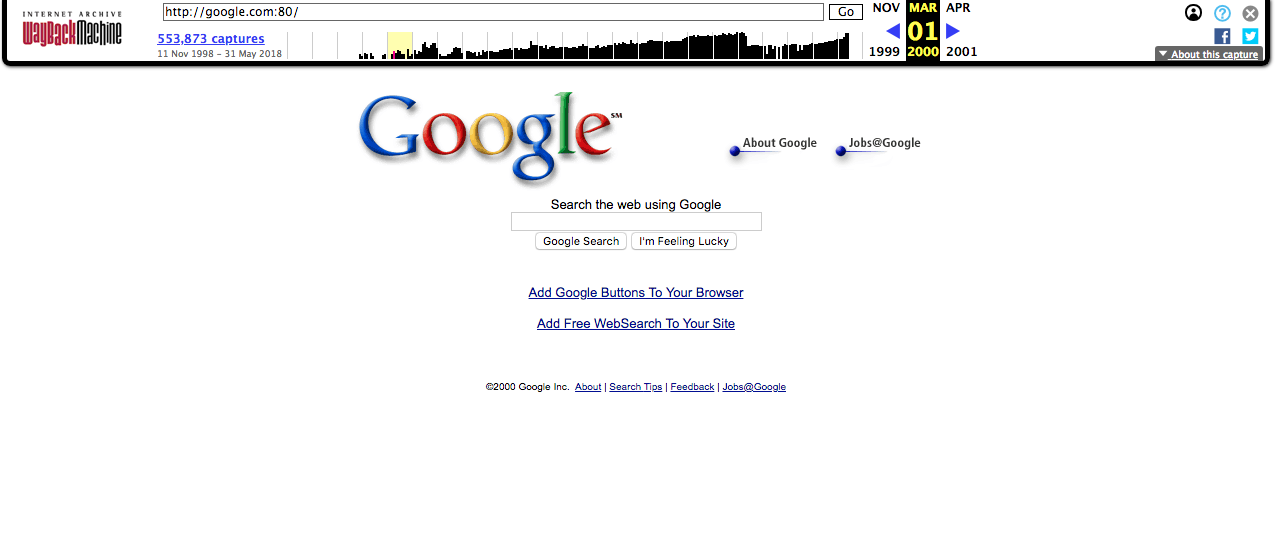 INTERNET ARCHIVE
WayBackMachine
http://google.com:80/
Go
553,873 captures
11 Nov 1998 – 31 May 2018
NOV MAR APR
01
1999 2000 2001
About this capture
Google SM
About Google
Jobs@Google
Search the web using Google
Google Search I'm Feeling Lucky
Add Google Buttons To Your Browser
Add Free WebSearch To Your Site
©2000 Google Inc. About | Search Tips | Feedback | Jobs@Google